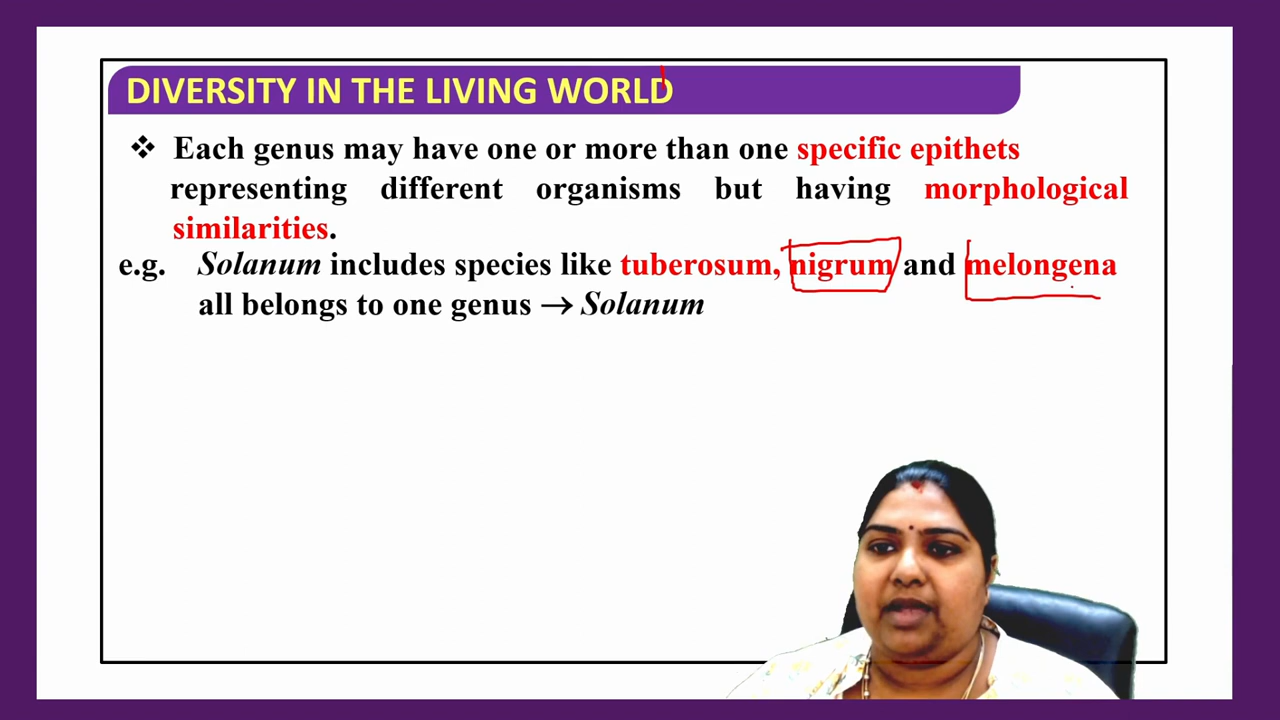 DIVERSITY IN THE LIVING WORLD
❖ Each genus may have one or more than one specific epithets
representing different organisms but having morphological
similarities.
e.g. Solanum includes species like tuberosum, nigrum and melongena
all belongs to one genus → Solanum